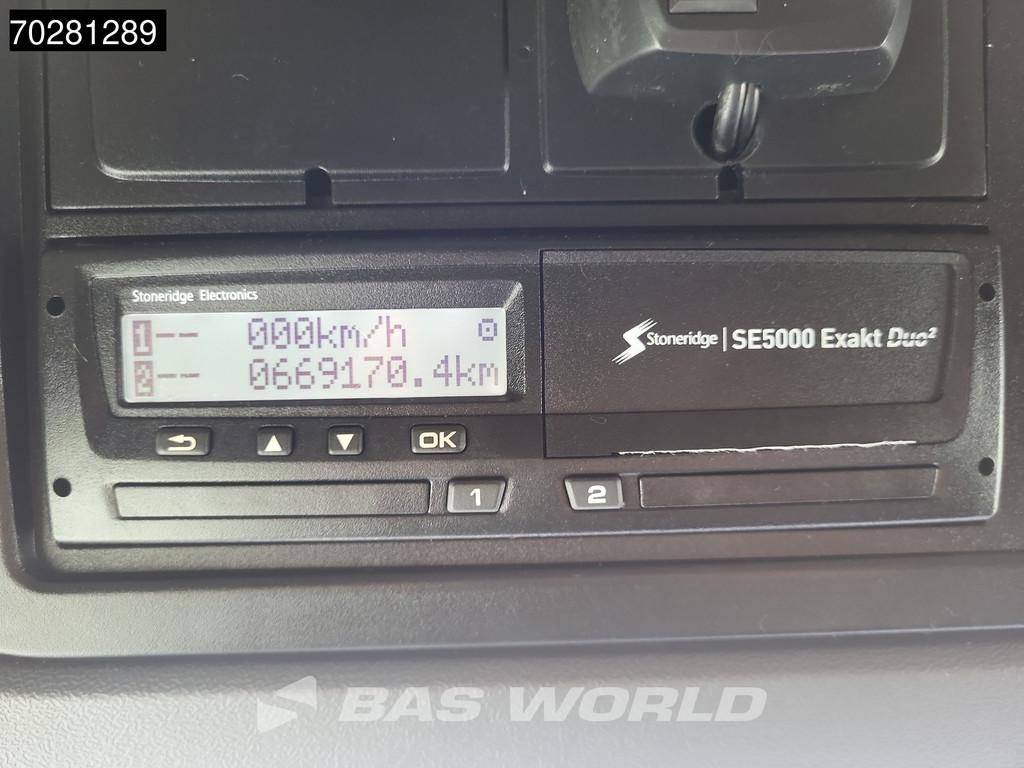 70281289
Stoneridge Electronics
1-- 000km/h
2-- 0669170.4km
Stoneridge | SE5000 Exakt Duo²
OK
1 2
BAS WORLD